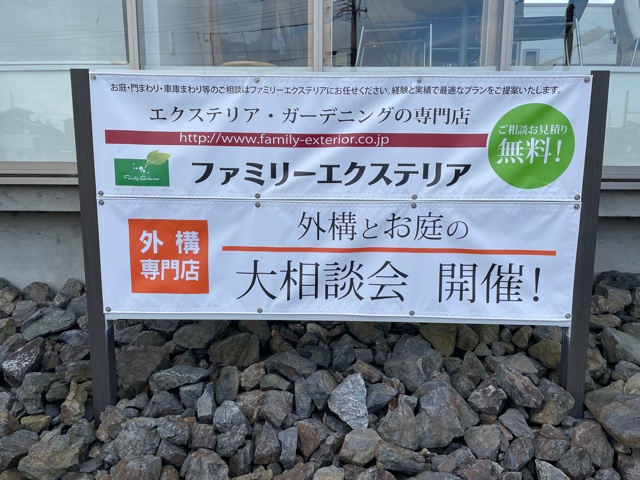 お庭・門まわり・車庫まわり等のご相談はファミリーエクステリアにお任せください。経験と実績で最適なプランをご提案いたします。
エクステリア・ガーデニングの専門店
http://www.family-exterior.co.jp
ご相談お見積り
無料!
Family Exterior
ファミリーエクステリア
外構
専門店
外構とお庭の
大相談会 開催!